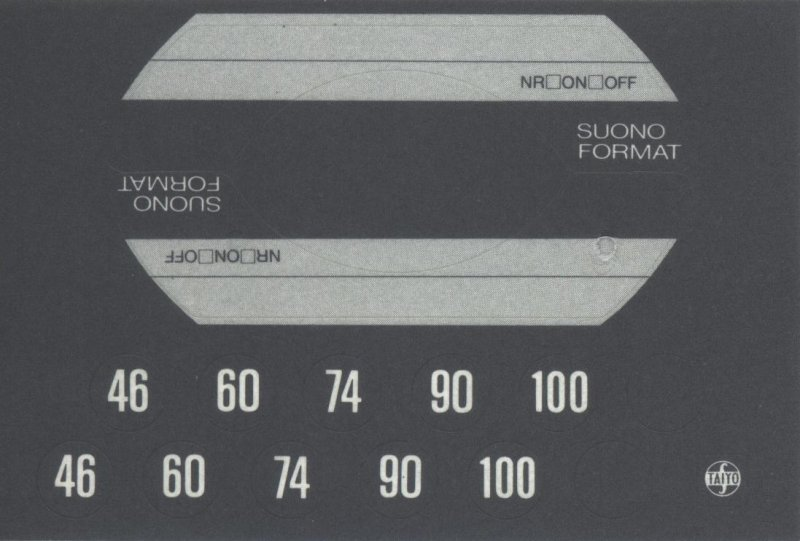 NR□ON□OFF
SUONO
FORMAT
SUONO
FORMAT
NR□ON□OFF
46 60 74 90 100
46 60 74 90 100
TAITO